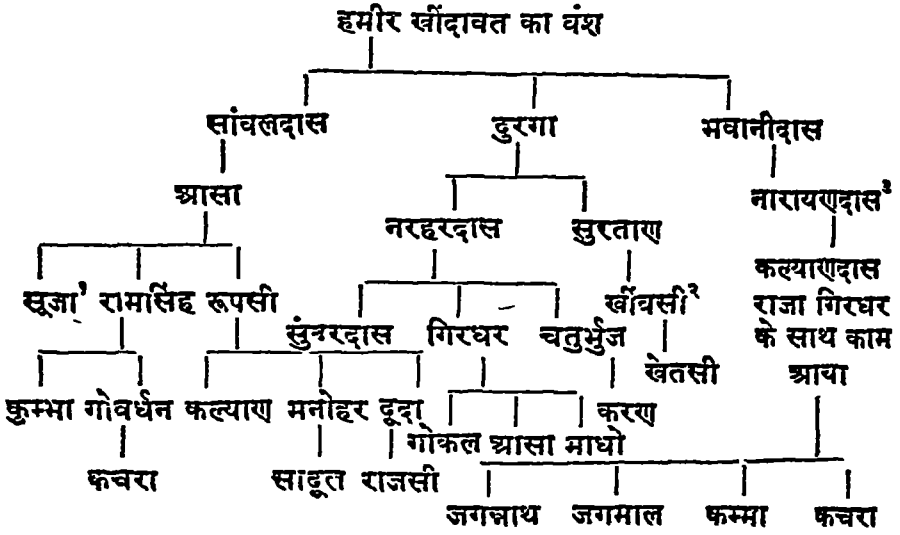 हमीर खींदावत का वंश
सांवलदास दुरगा भवानीदास
आसा नारायणदास³
नरहरदास सुरताण
कल्याणदास
सूजा¹ रामसिंह रूपसी खींवसी² राजा गिरधर
सुंदरदास गिरधर चतुर्भुज के साथ काम
खेतसी आया
कुम्भा गोवर्धन कल्याण मनोहर दूदा करण
गोकल आसा माधो
कचरा सादूत राजसी
जगन्नाथ जगमाल कम्मा कचरा